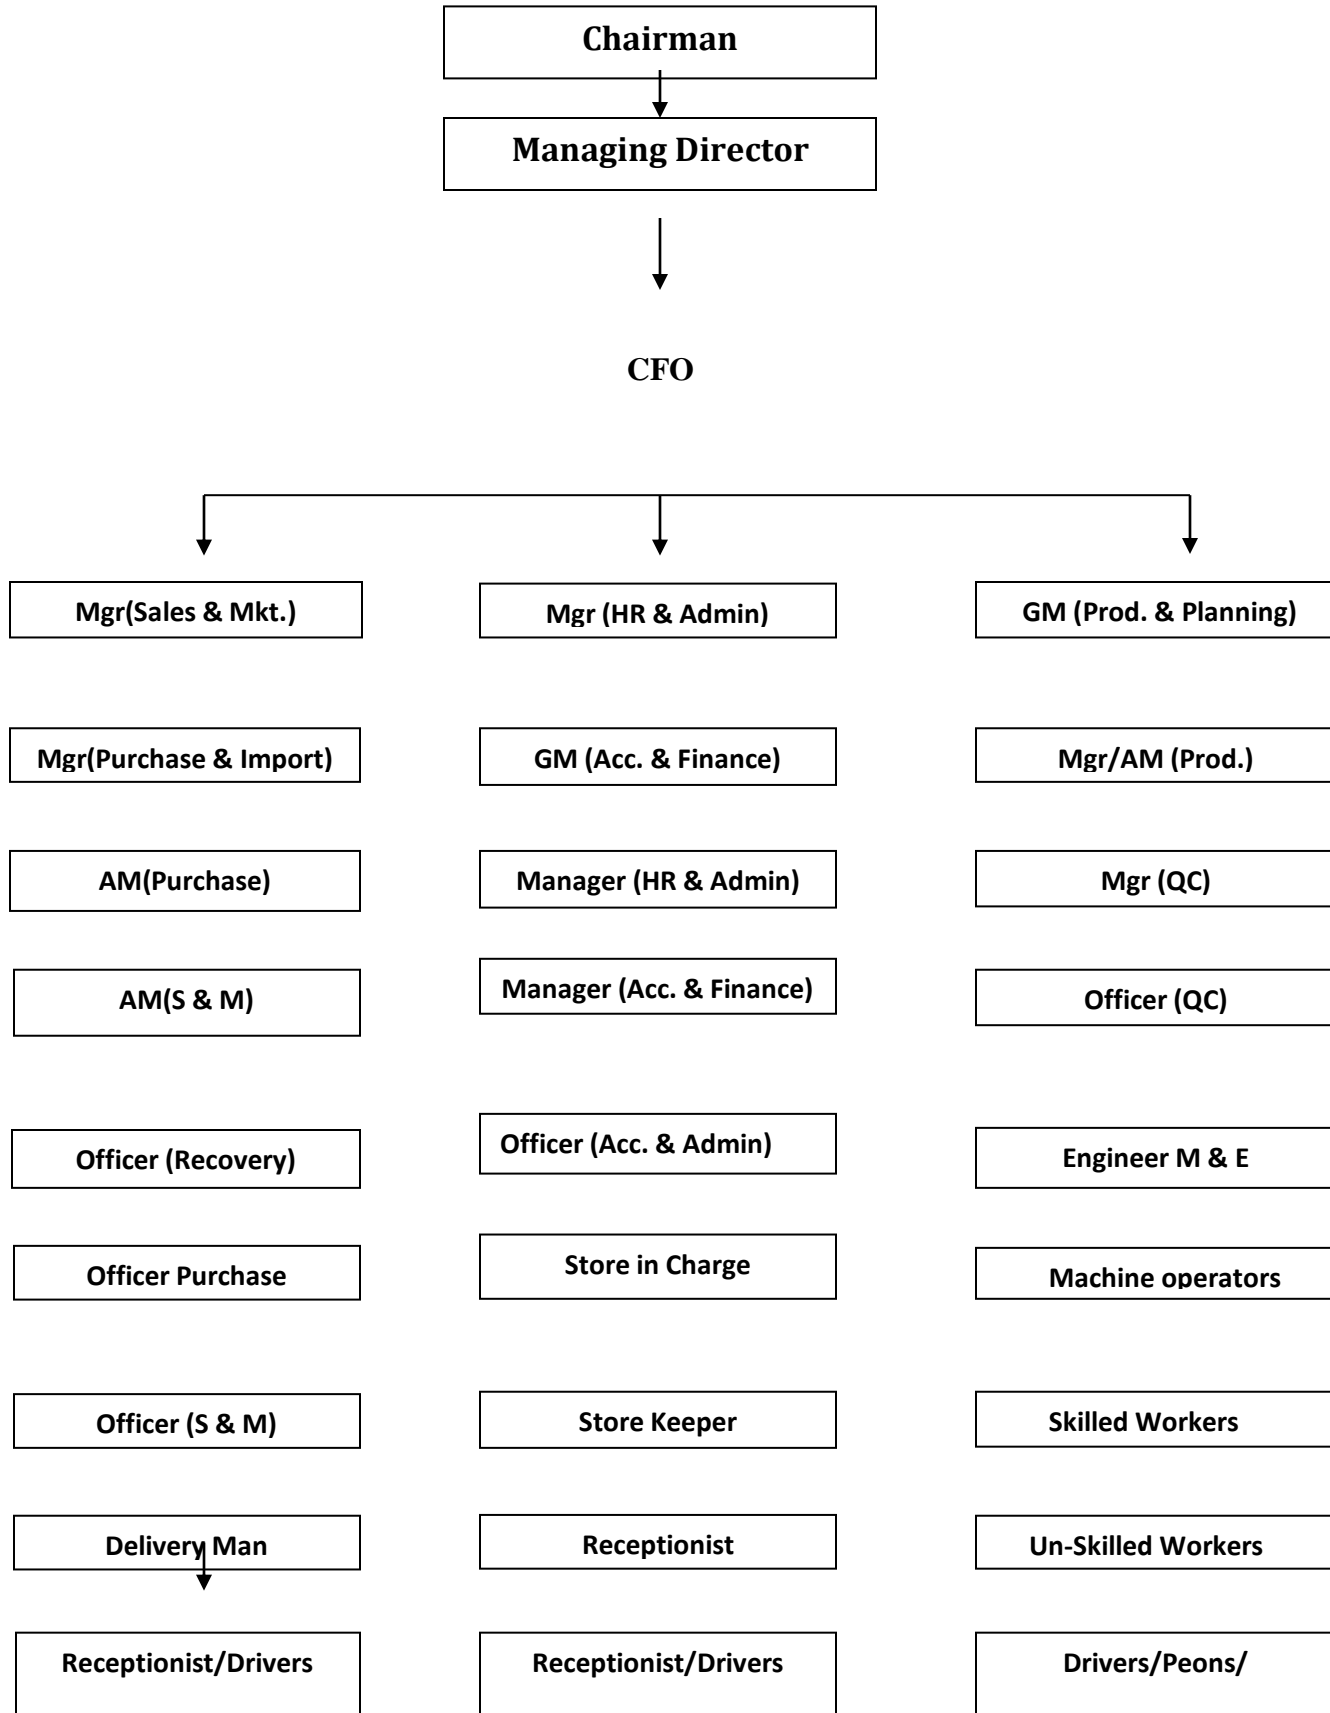 Chairman
Managing Director
CFO
Mgr(Sales & Mkt.)
Mgr (HR & Admin)
GM (Prod. & Planning)
Mgr(Purchase & Import)
GM (Acc. & Finance)
Mgr/AM (Prod.)
AM(Purchase)
Manager (HR & Admin)
Mgr (QC)
AM(S & M)
Manager (Acc. & Finance)
Officer (QC)
Officer (Recovery)
Officer (Acc. & Admin)
Engineer M & E
Officer Purchase
Store in Charge
Machine operators
Officer (S & M)
Store Keeper
Skilled Workers
Delivery Man
Receptionist
Un-Skilled Workers
Receptionist/Drivers
Receptionist/Drivers
Drivers/Peons/